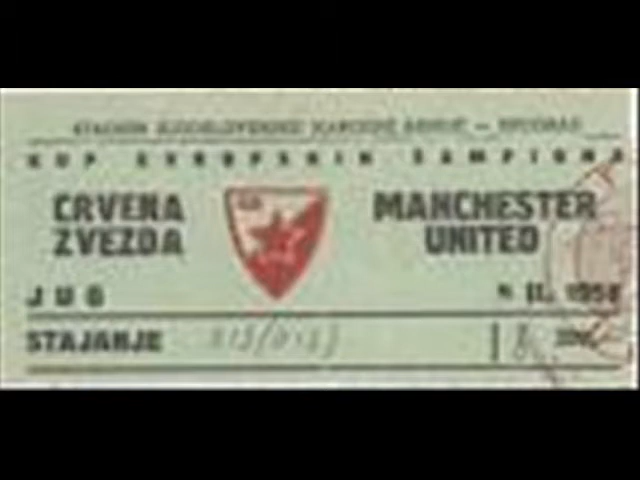 STADION JUGOSLOVENSKE NARODNE ARMIJE — BEOGRAD
KUP EVROPSKIH ŠAMPIONA
CRVENA ZVEZDA
MANCHESTER UNITED
JUG
II. 1958
STAJANJE